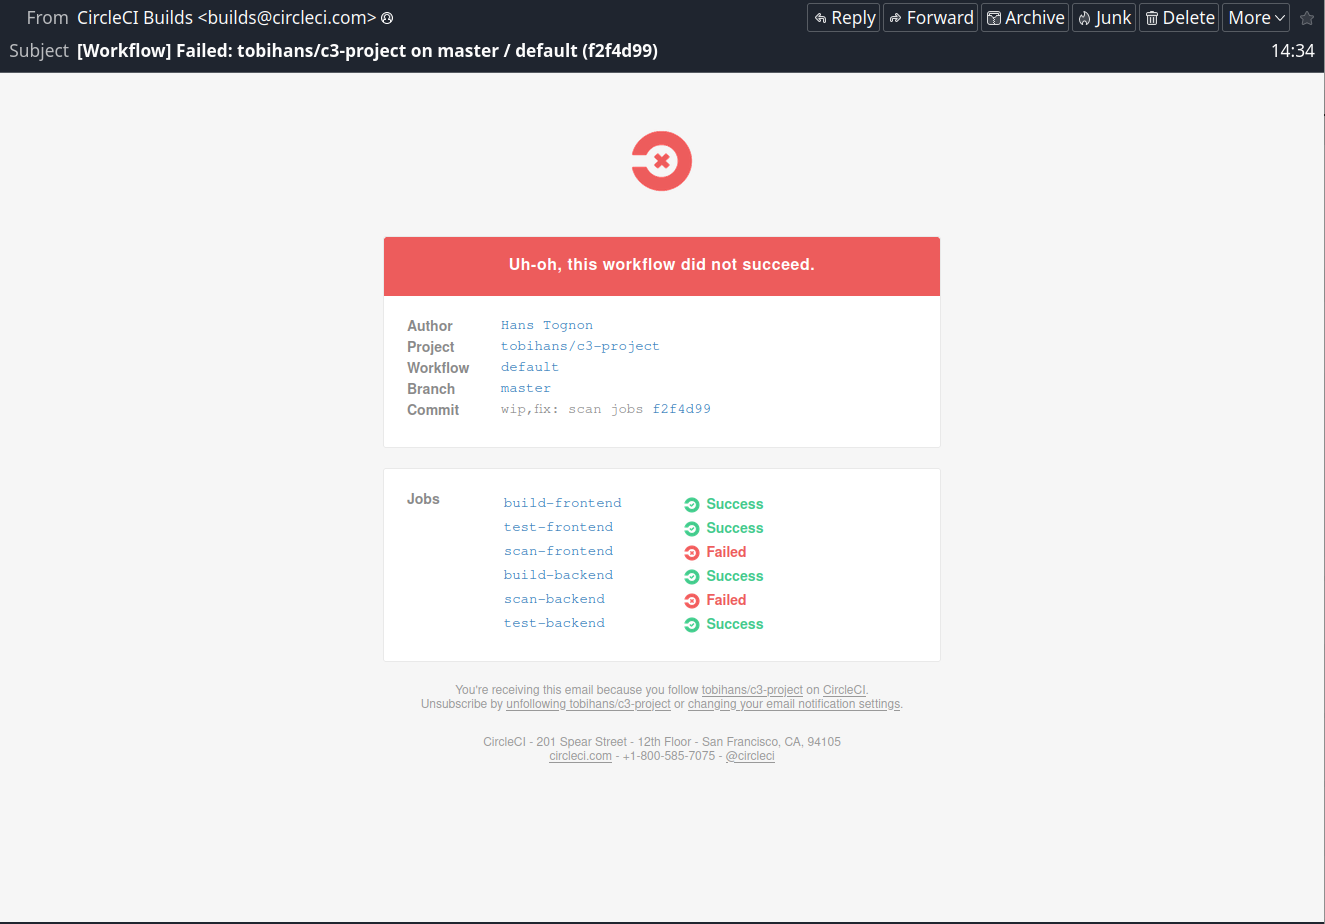 From CircleCI Builds <builds@circleci.com> Reply Forward Archive Junk Delete More
Subject [Workflow] Failed: tobihans/c3-project on master / default (f2f4d99) 14:34
Uh-oh, this workflow did not succeed.
Author Hans Tognon
Project tobihans/c3-project
Workflow default
Branch master
Commit wip,fix: scan jobs f2f4d99
Jobs build-frontend Success
test-frontend Success
scan-frontend Failed
build-backend Success
scan-backend Failed
test-backend Success
You're receiving this email because you follow tobihans/c3-project on CircleCI.
Unsubscribe by unfollowing tobihans/c3-project or changing your email notification settings.
CircleCI - 201 Spear Street - 12th Floor - San Francisco, CA, 94105
circleci.com - +1-800-585-7075 - @circleci